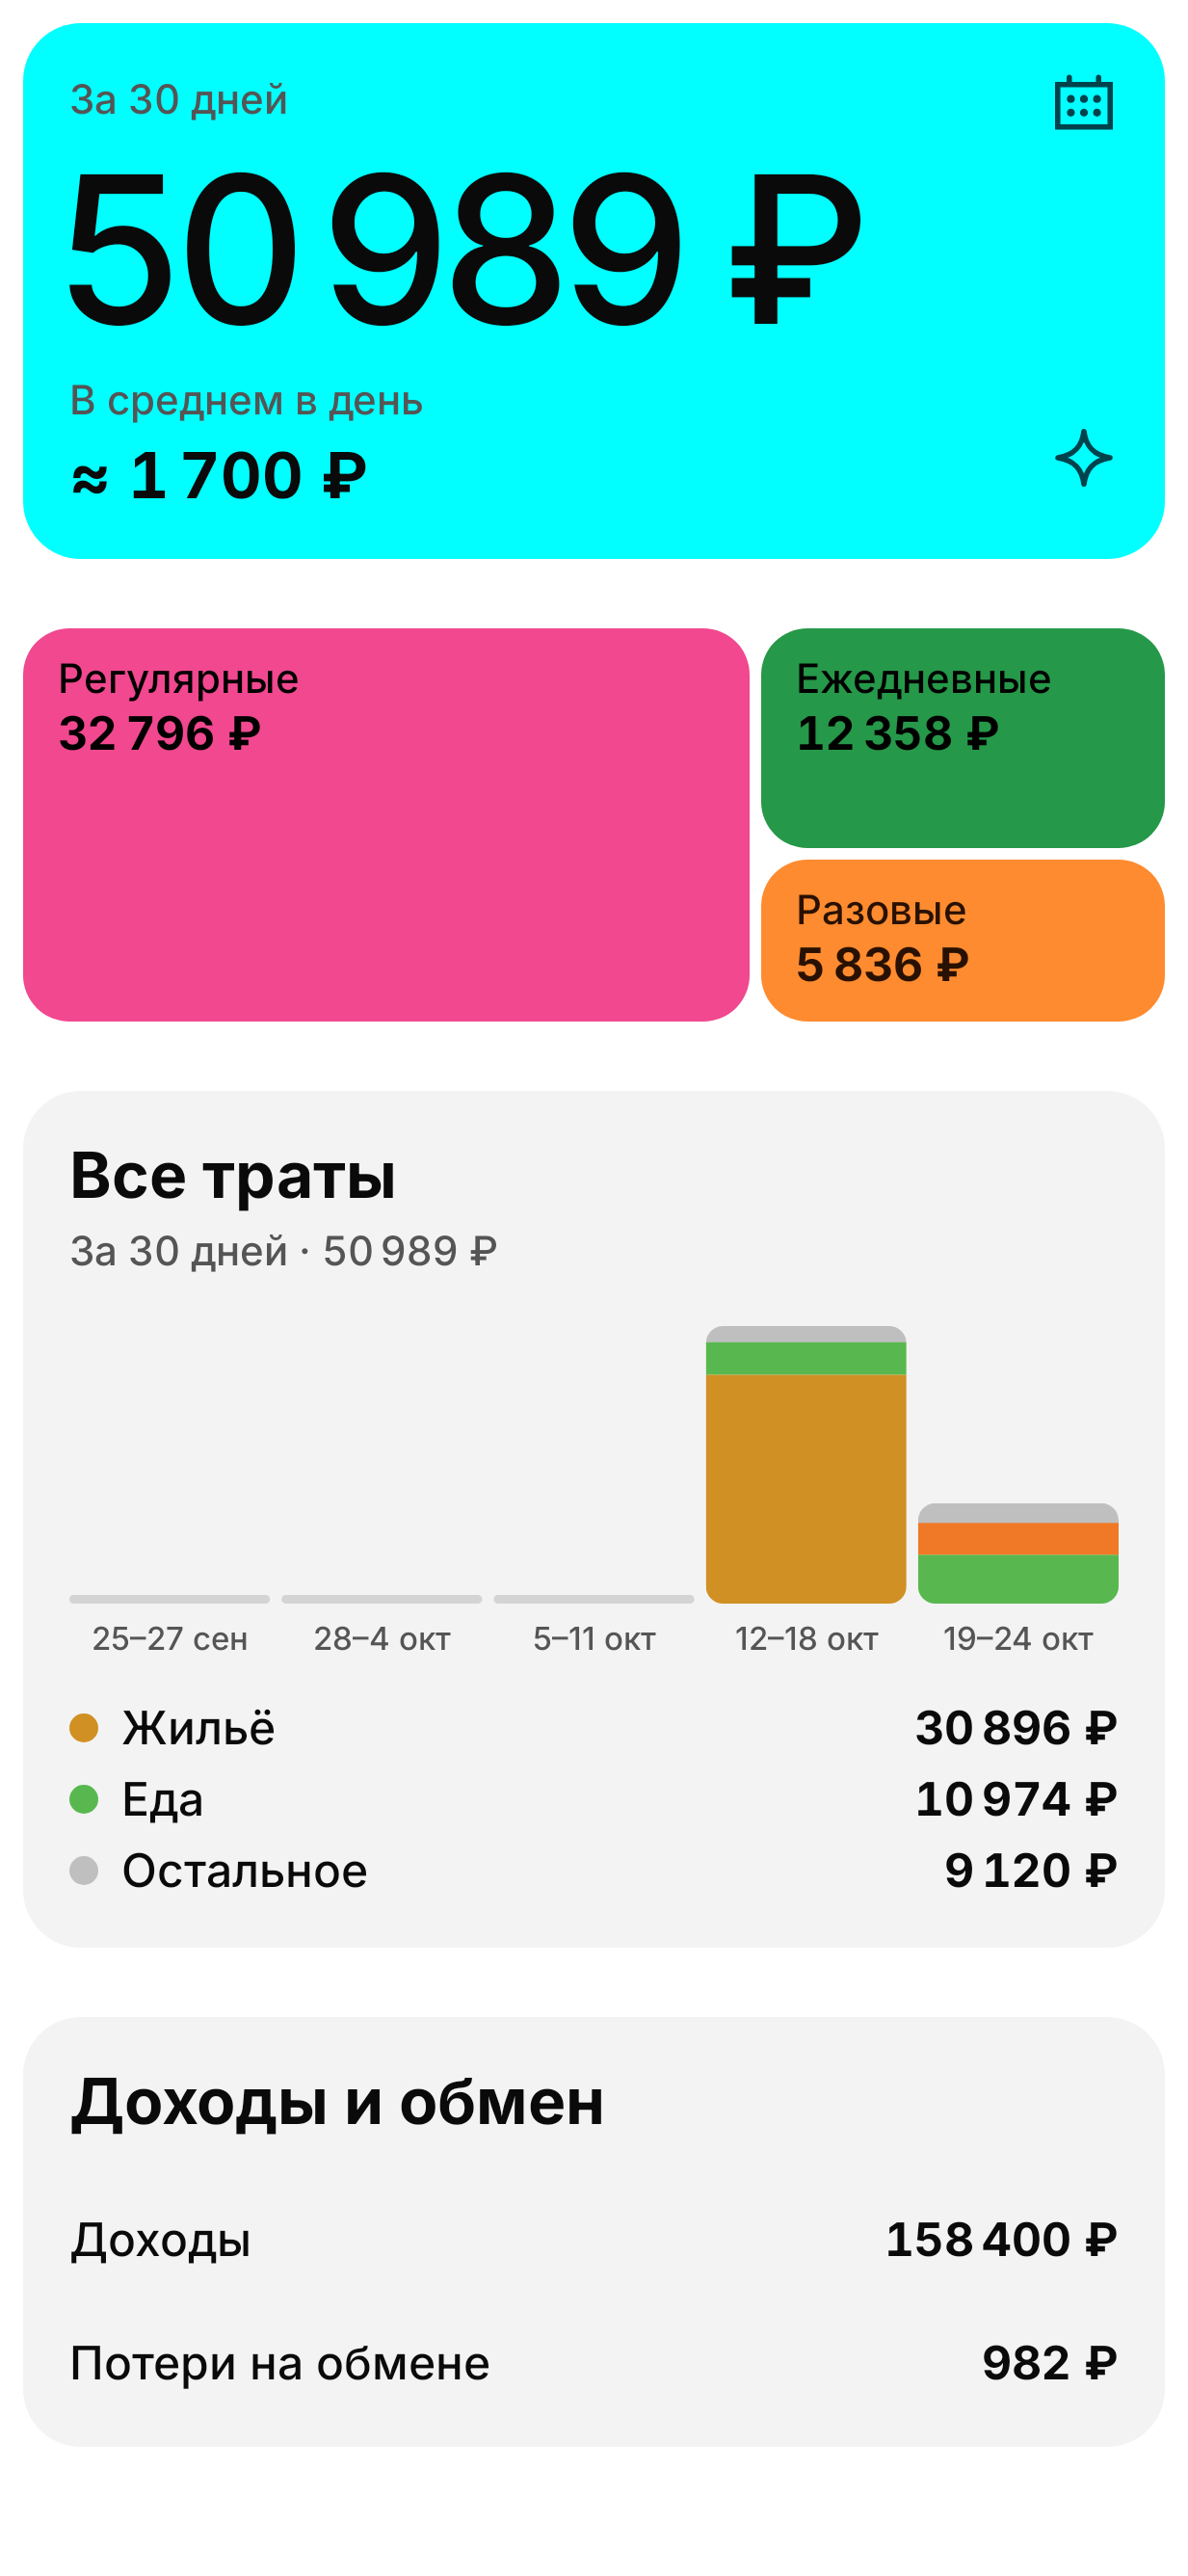 За 30 дней
50 989 ₽
В среднем в день
≈ 1 700 ₽
Регулярные
32 796 ₽
Ежедневные
12 358 ₽
Разовые
5 836 ₽
Все траты
За 30 дней · 50 989 ₽
25–27 сен
28–4 окт
5–11 окт
12–18 окт
19–24 окт
Жильё 30 896 ₽
Еда 10 974 ₽
Остальное 9 120 ₽
Доходы и обмен
Доходы 158 400 ₽
Потери на обмене 982 ₽